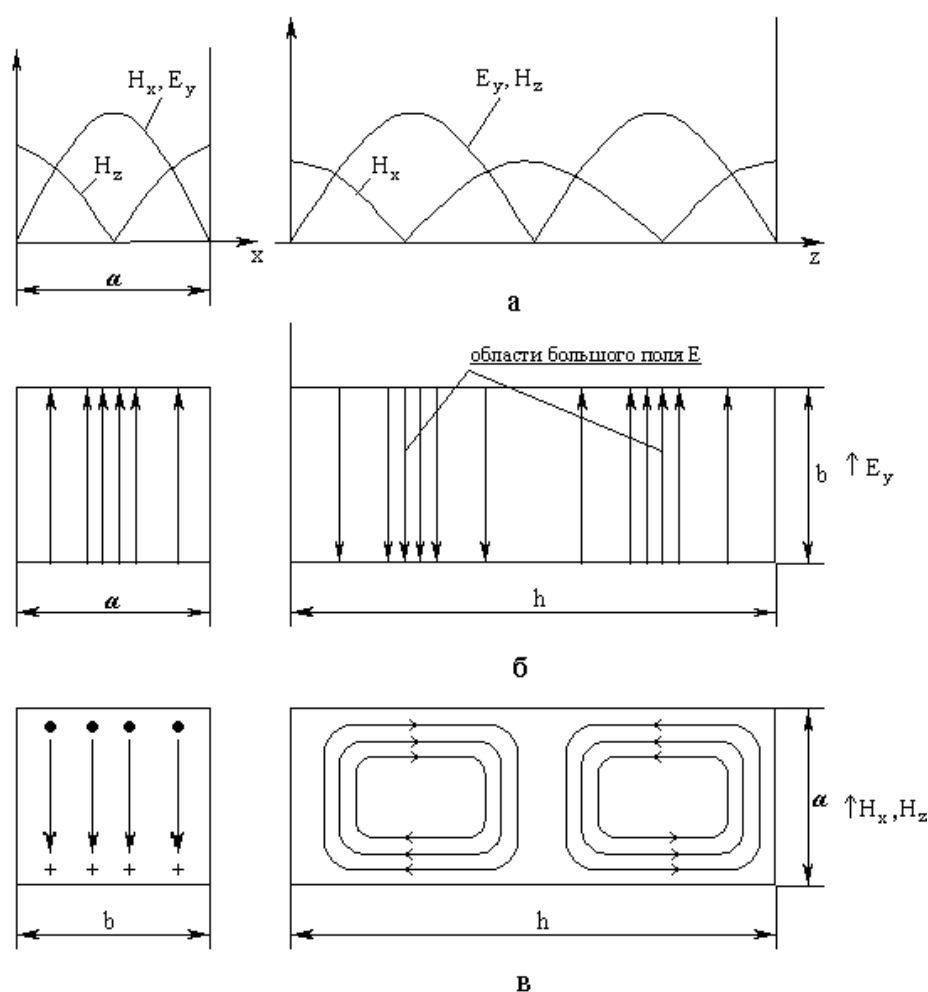 Hx, Ey
Hz
x
a
Ey, Hz
Hx
z
а
области большого поля E
a
h
b
↑ Ey
б
b
h
a
↑Hx, Hz
в